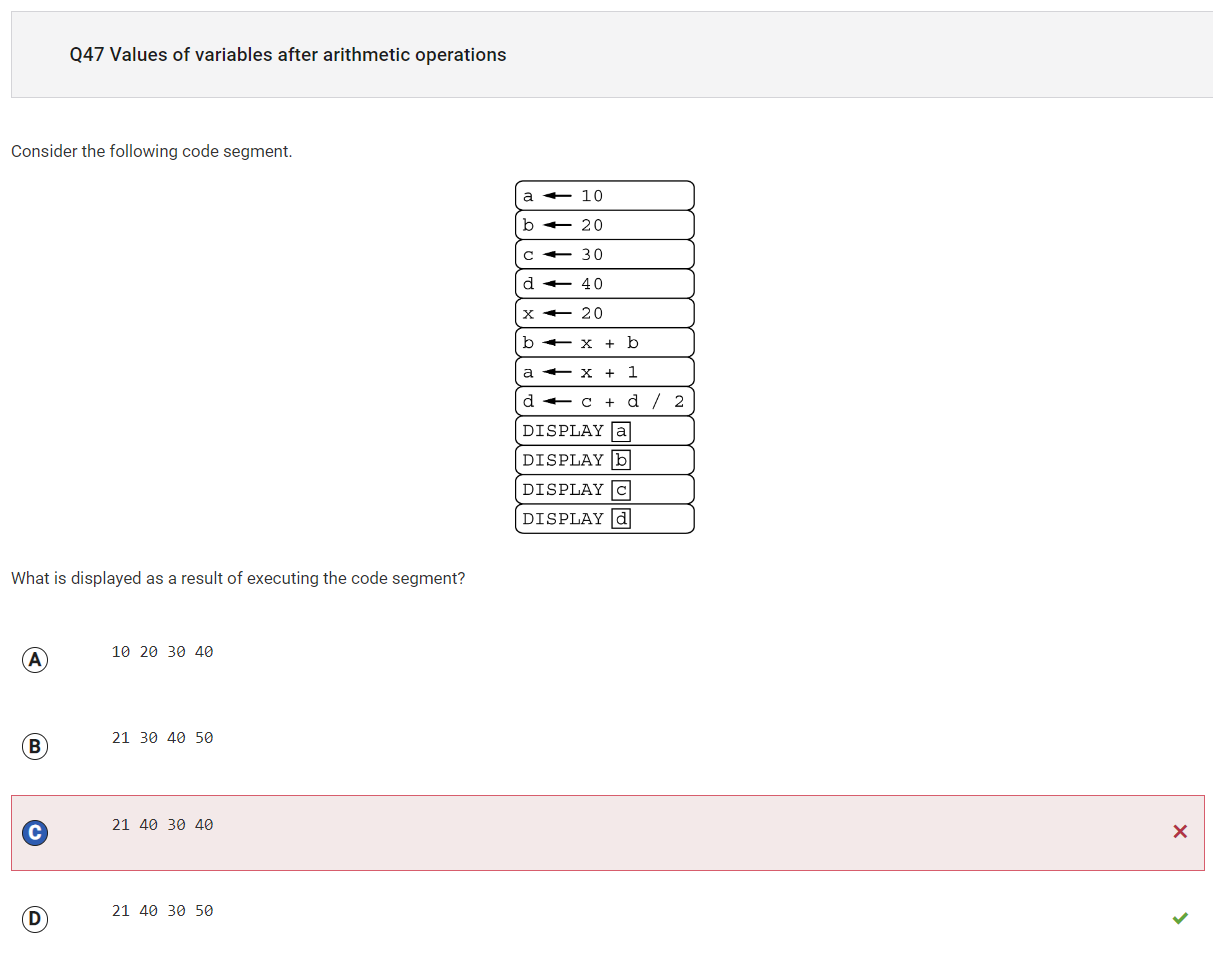 Q47 Values of variables after arithmetic operations
Consider the following code segment.
a ← 10
b ← 20
c ← 30
d ← 40
x ← 20
b ← x + b
a ← x + 1
d ← c + d / 2
DISPLAY a
DISPLAY b
DISPLAY c
DISPLAY d
What is displayed as a result of executing the code segment?
A 10 20 30 40
B 21 30 40 50
C 21 40 30 40
D 21 40 30 50